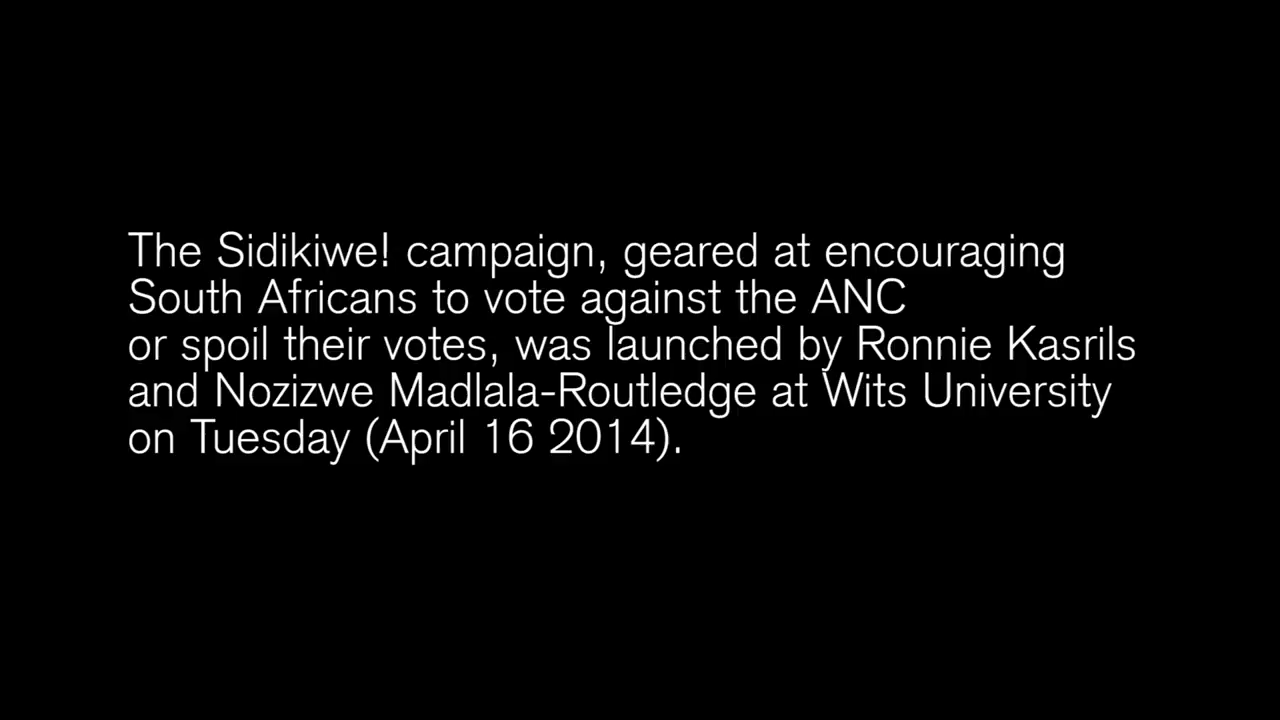 The Sidikiwe! campaign, geared at encouraging
South Africans to vote against the ANC
or spoil their votes, was launched by Ronnie Kasrils
and Nozizwe Madlala-Routledge at Wits University
on Tuesday (April 16 2014).